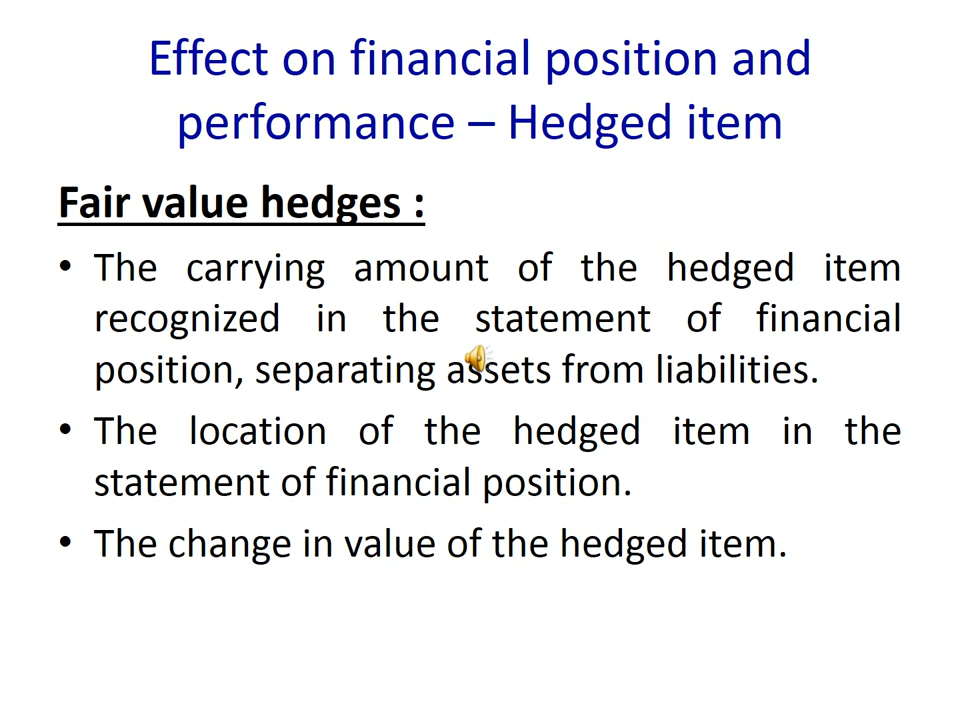 Effect on financial position and
performance – Hedged item
Fair value hedges :
• The carrying amount of the hedged item
recognized in the statement of financial
position, separating assets from liabilities.
• The location of the hedged item in the
statement of financial position.
• The change in value of the hedged item.